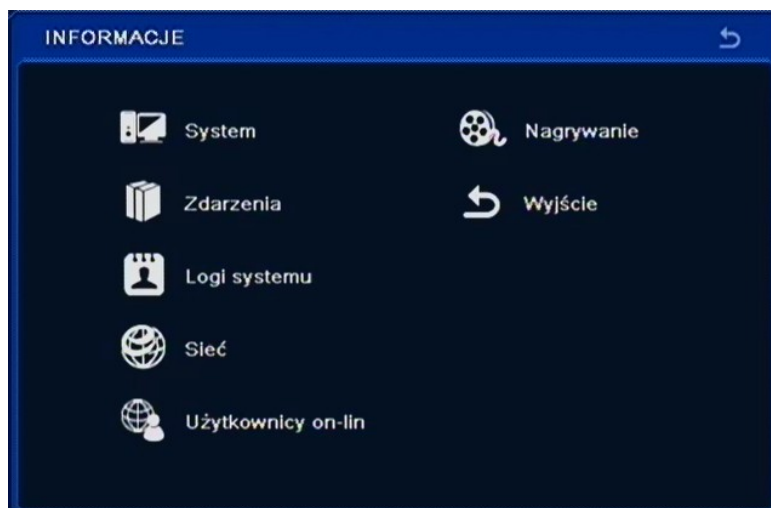 INFORMACJE
System
Nagrywanie
Zdarzenia
Wyjście
Logi systemu
Sieć
Użytkownicy on-lin